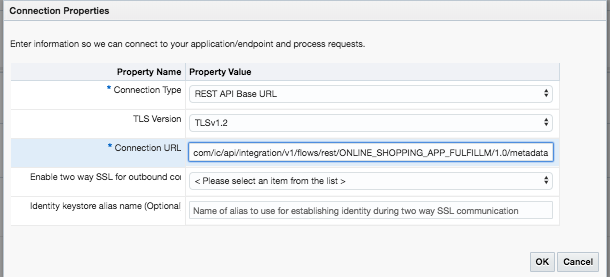 Connection Properties
Enter information so we can connect to your application/endpoint and process requests.
Property Name Property Value
* Connection Type REST API Base URL
TLS Version TLSv1.2
* Connection URL com/ic/api/integration/v1/flows/rest/ONLINE_SHOPPING_APP_FULFILLM/1.0/metadata
Enable two way SSL for outbound co < Please select an item from the list >
Identity keystore alias name (Optional Name of alias to use for establishing identity during two way SSL communication
OK Cancel